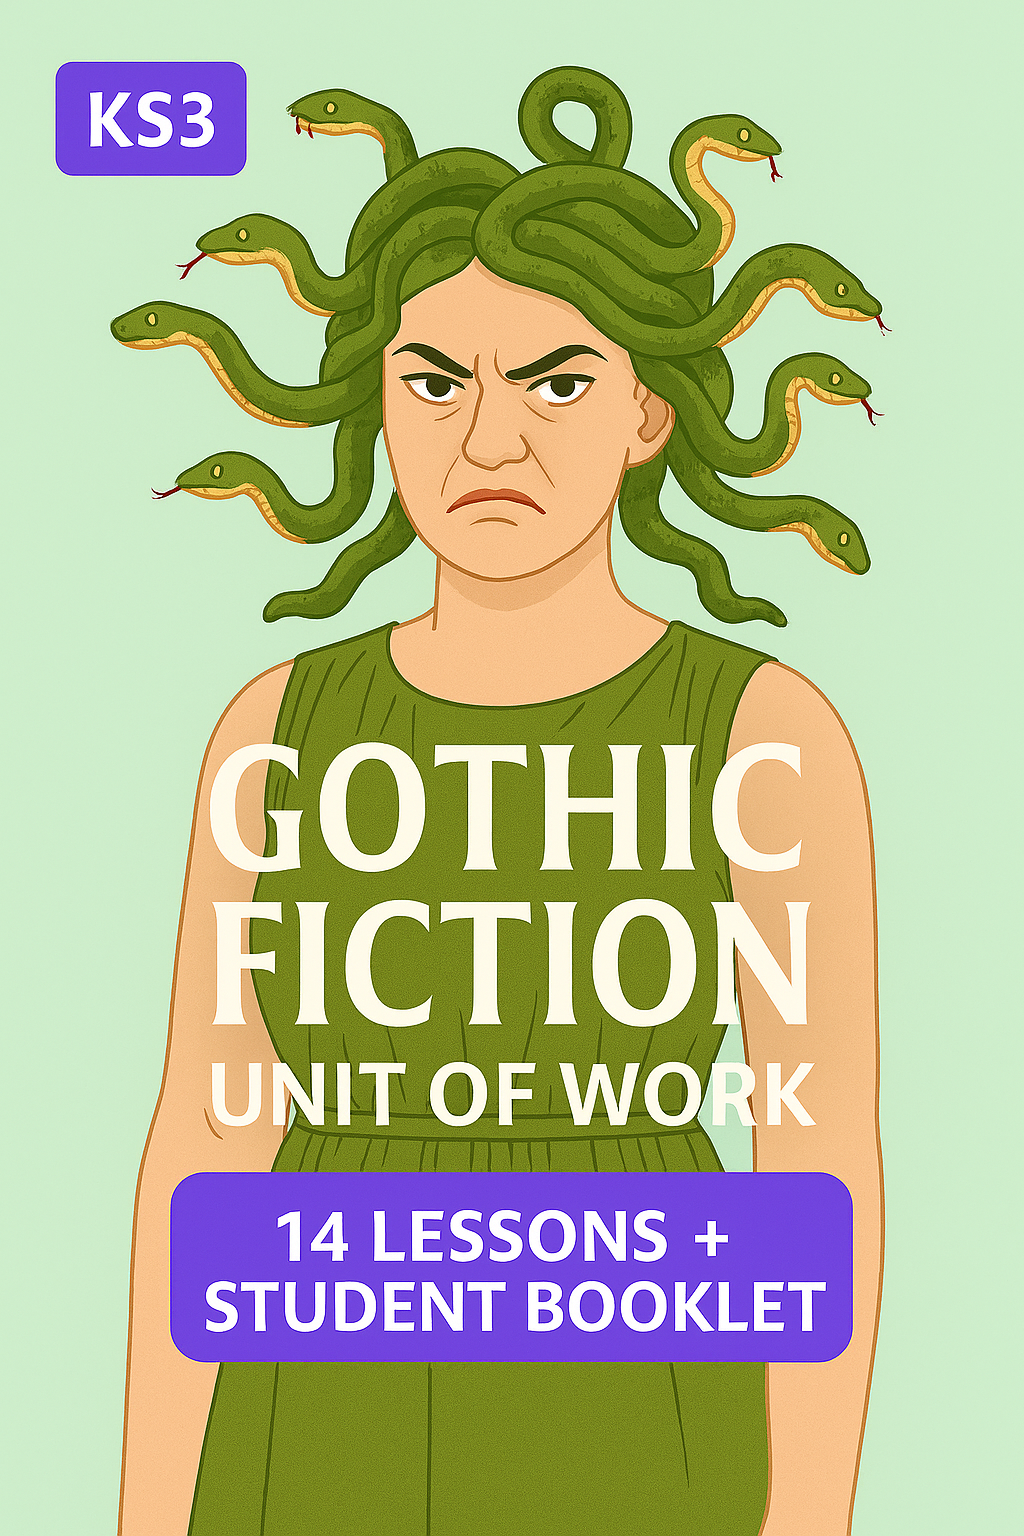 KS3
GOTHIC
FICTION
UNIT OF WORK
14 LESSONS +
STUDENT BOOKLET